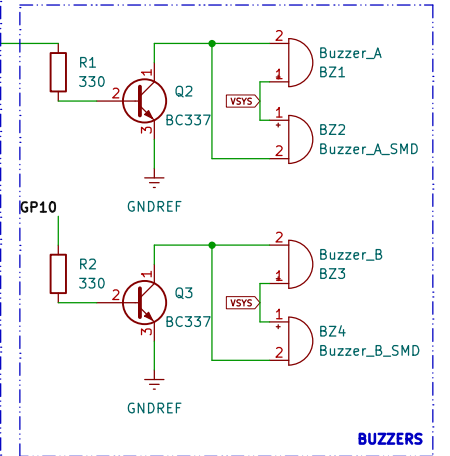 2
Buzzer_A
R1
330
1
BZ1
1
Q2
VSYS
2
BC337
1
BZ2
3
2
Buzzer_A_SMD
GNDREF
GP10
2
Buzzer_B
R2
330
1
BZ3
1
Q3
VSYS
2
BC337
1
BZ4
3
2
Buzzer_B_SMD
GNDREF
BUZZERS